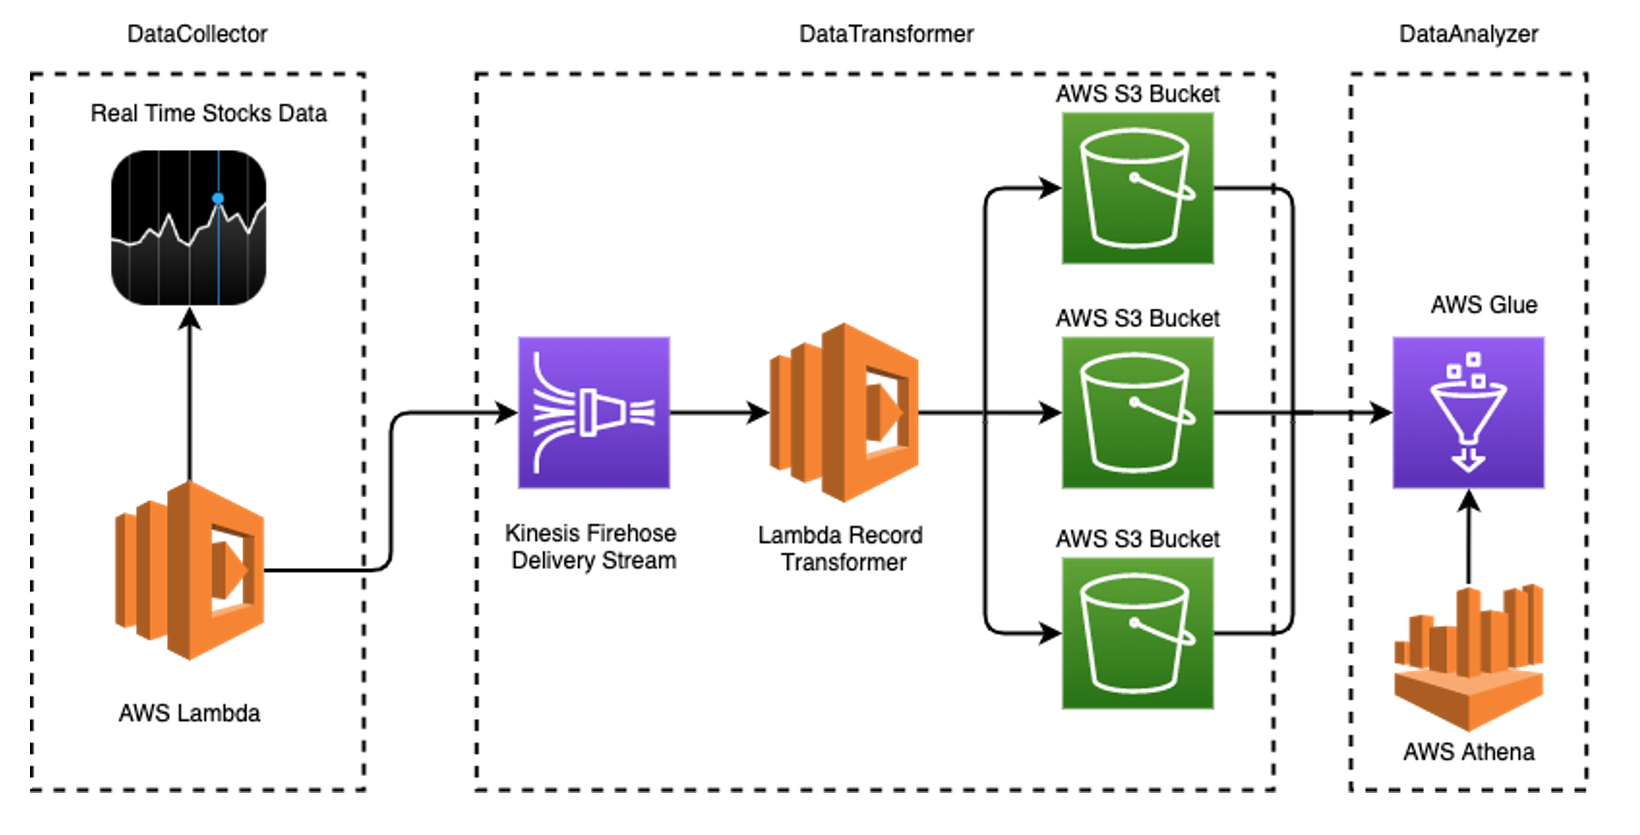 DataCollector
DataTransformer
DataAnalyzer
Real Time Stocks Data
AWS Lambda
Kinesis Firehose
Delivery Stream
Lambda Record
Transformer
AWS S3 Bucket
AWS S3 Bucket
AWS S3 Bucket
AWS Glue
AWS Athena